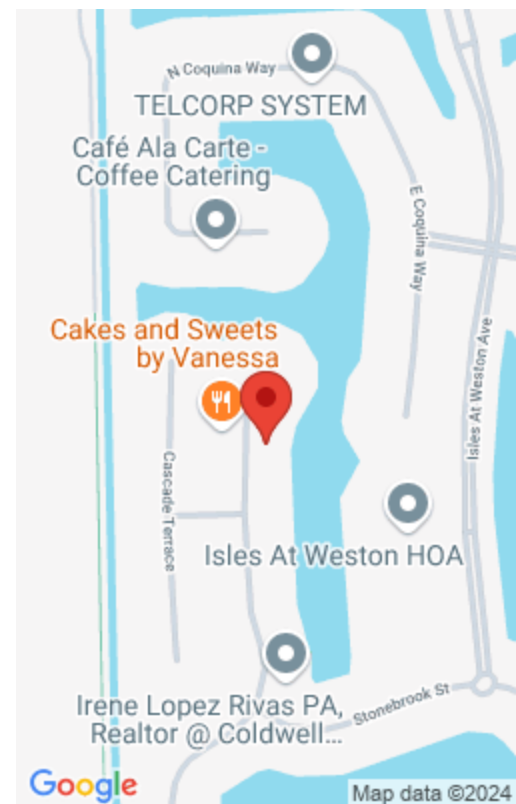 N Coquina Way
TELCORP SYSTEM
Café Ala Carte -
Coffee Catering
E Coquina Way
Cakes and Sweets
by Vanessa
Isles At Weston Ave
Cascade Terrace
Isles At Weston HOA
Irene Lopez Rivas PA,
Realtor @ Coldwell...
Stonebrook St
Google
Map data ©2024